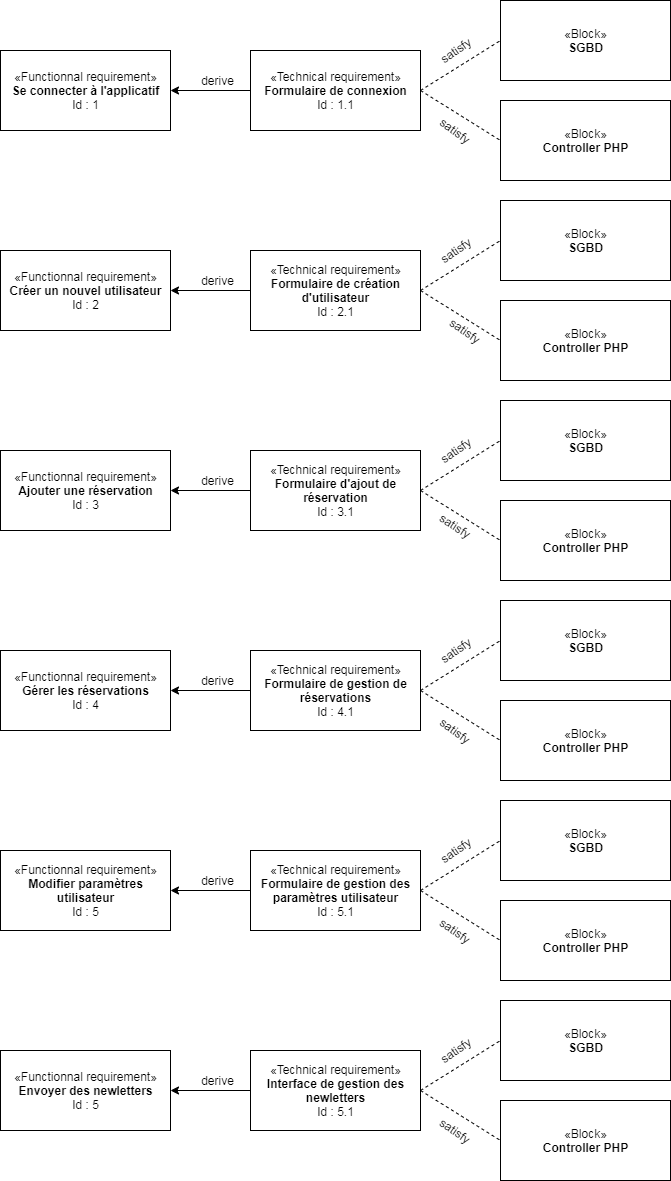 «Block»
SGBD
«Functionnal requirement»
Se connecter à l'applicatif
Id : 1
derive
«Technical requirement»
Formulaire de connexion
Id : 1.1
satisfy
satisfy
«Block»
Controller PHP
«Block»
SGBD
«Functionnal requirement»
Créer un nouvel utilisateur
Id : 2
derive
«Technical requirement»
Formulaire de création
d'utilisateur
Id : 2.1
satisfy
satisfy
«Block»
Controller PHP
«Block»
SGBD
«Functionnal requirement»
Ajouter une réservation
Id : 3
derive
«Technical requirement»
Formulaire d'ajout de
réservation
Id : 3.1
satisfy
satisfy
«Block»
Controller PHP
«Block»
SGBD
«Functionnal requirement»
Gérer les réservations
Id : 4
derive
«Technical requirement»
Formulaire de gestion de
réservations
Id : 4.1
satisfy
satisfy
«Block»
Controller PHP
«Block»
SGBD
«Functionnal requirement»
Modifier paramètres
utilisateur
Id : 5
derive
«Technical requirement»
Formulaire de gestion des
paramètres utilisateur
Id : 5.1
satisfy
satisfy
«Block»
Controller PHP
«Block»
SGBD
«Functionnal requirement»
Envoyer des newletters
Id : 5
derive
«Technical requirement»
Interface de gestion des
newletters
Id : 5.1
satisfy
satisfy
«Block»
Controller PHP